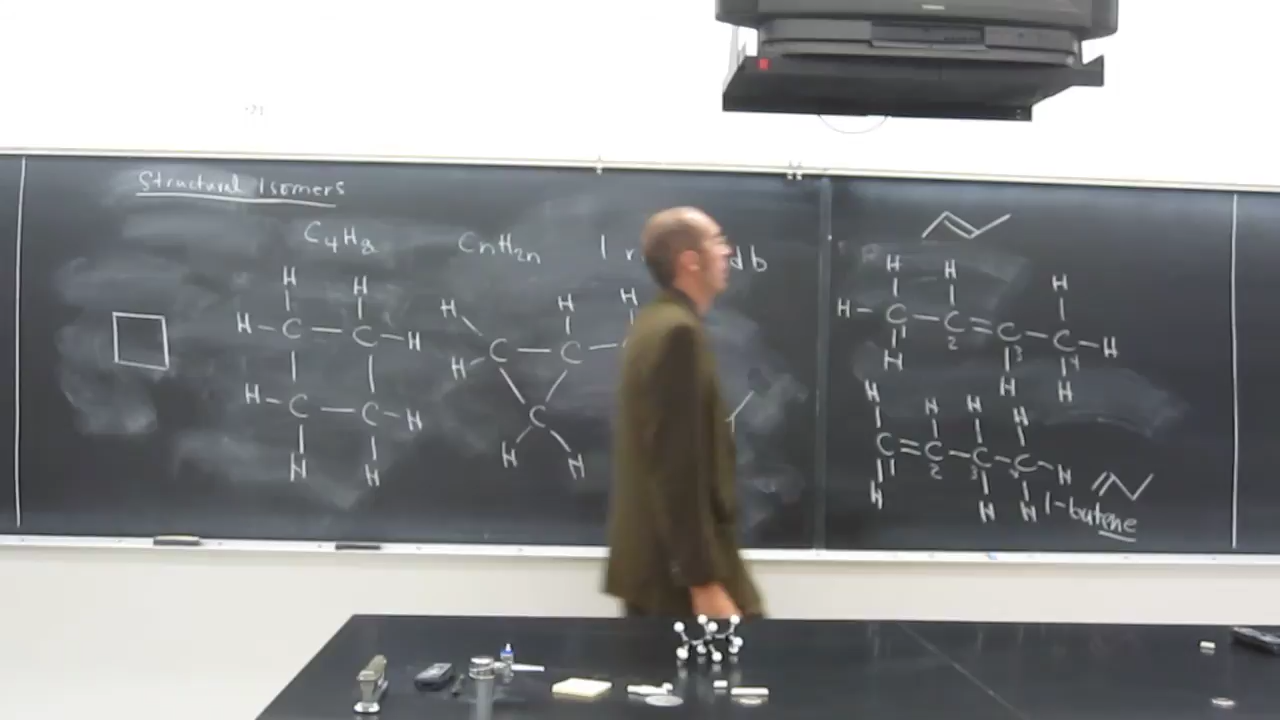 Structural Isomers
C4H8 CnH2n 1 r db
H H
H-C-C-H
H-C-C-H
H H
H H H
H C-C-
C
H H
H H H
H-C-C=C-C-H
2 3 4
H H H
H H H H
C=C-C-C-H
1 2 3 4
H H H
1-butene